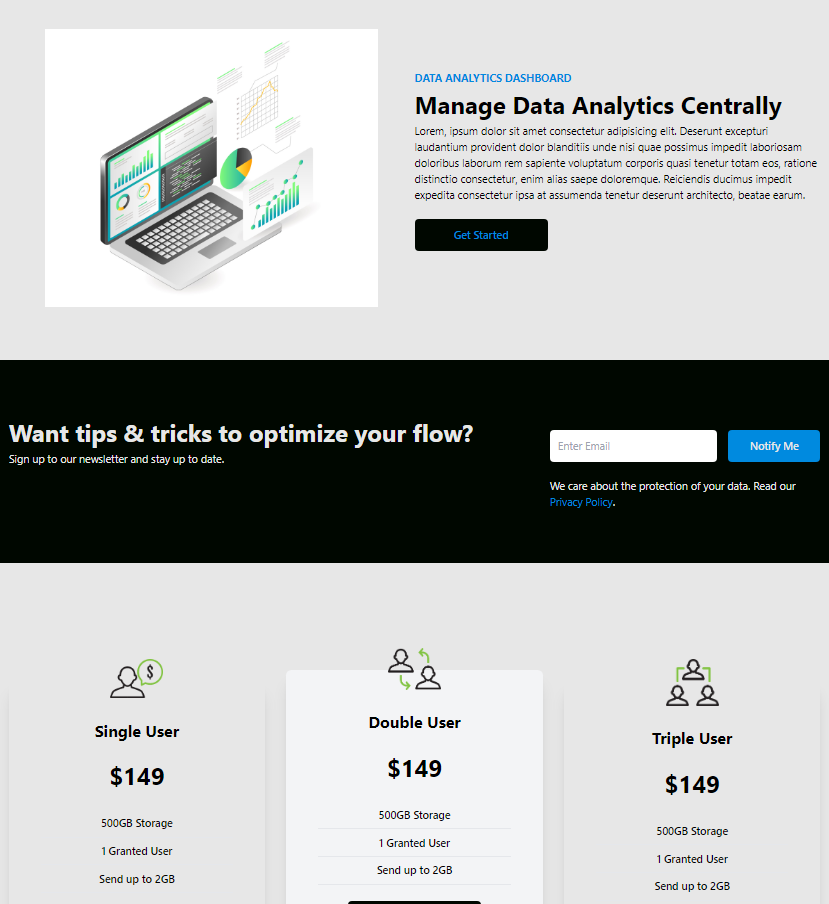 DATA ANALYTICS DASHBOARD
Manage Data Analytics Centrally
Lorem, ipsum dolor sit amet consectetur adipisicing elit. Deserunt excepturi
laudantium provident dolor blanditiis unde nisi quae possimus impedit laboriosam
doloribus laborum rem sapiente voluptatum corporis quasi tenetur totam eos, ratione
distinctio consectetur, enim alias saepe doloremque. Reiciendis ducimus impedit
expedita consectetur ipsa at assumenda tenetur deserunt architecto, beatae earum.
Get Started
Want tips & tricks to optimize your flow?
Sign up to our newsletter and stay up to date.
Enter Email
Notify Me
We care about the protection of your data. Read our
Privacy Policy.
Single User
$149
500GB Storage
1 Granted User
Send up to 2GB
Double User
$149
500GB Storage
1 Granted User
Send up to 2GB
Triple User
$149
500GB Storage
1 Granted User
Send up to 2GB